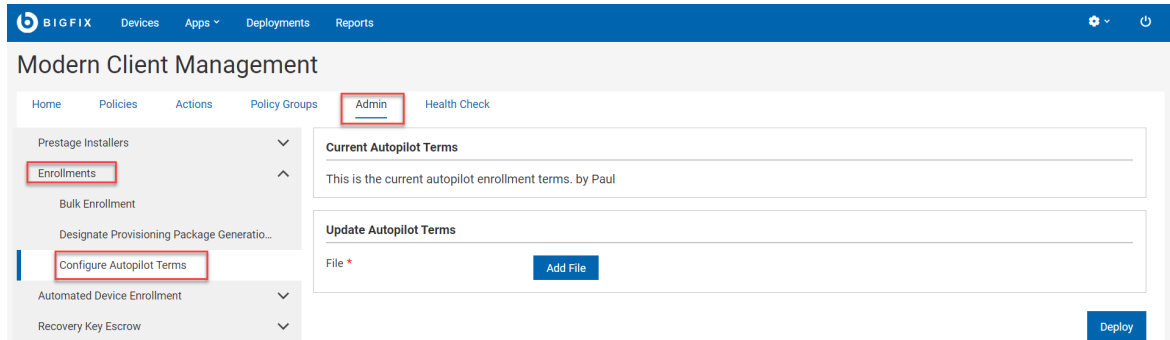 BIGFIX Devices Apps Deployments Reports
Modern Client Management
Home Policies Actions Policy Groups Admin Health Check
Prestage Installers
Enrollments
Bulk Enrollment
Designate Provisioning Package Generatio...
Configure Autopilot Terms
Automated Device Enrollment
Recovery Key Escrow
Current Autopilot Terms
This is the current autopilot enrollment terms. by Paul
Update Autopilot Terms
File * Add File
Deploy